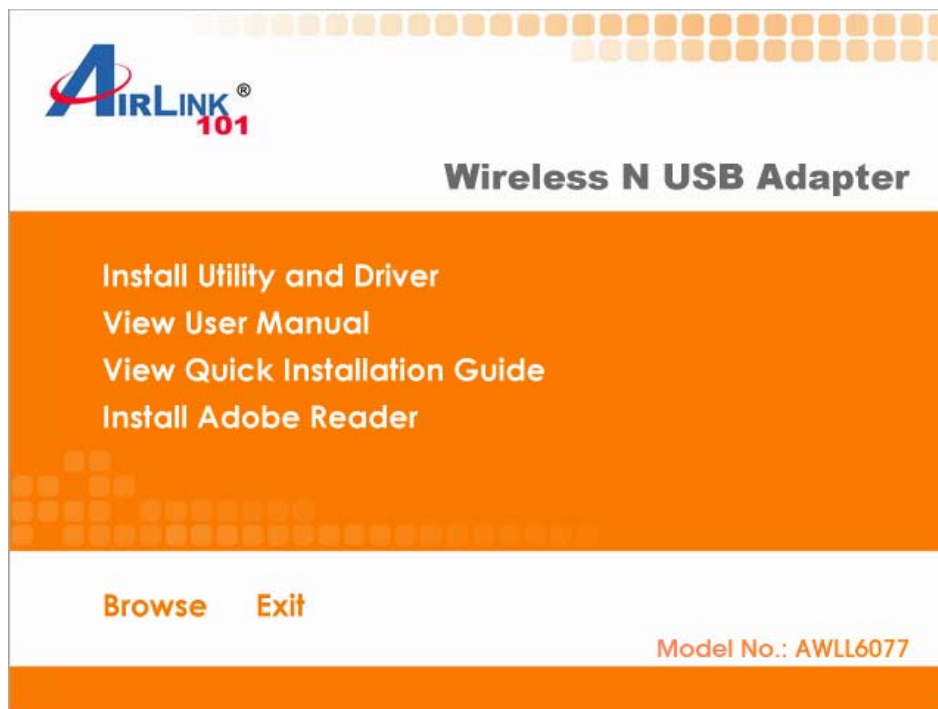 AIRLINK®
101
Wireless N USB Adapter
Install Utility and Driver
View User Manual
View Quick Installation Guide
Install Adobe Reader
Browse Exit
Model No.: AWLL6077